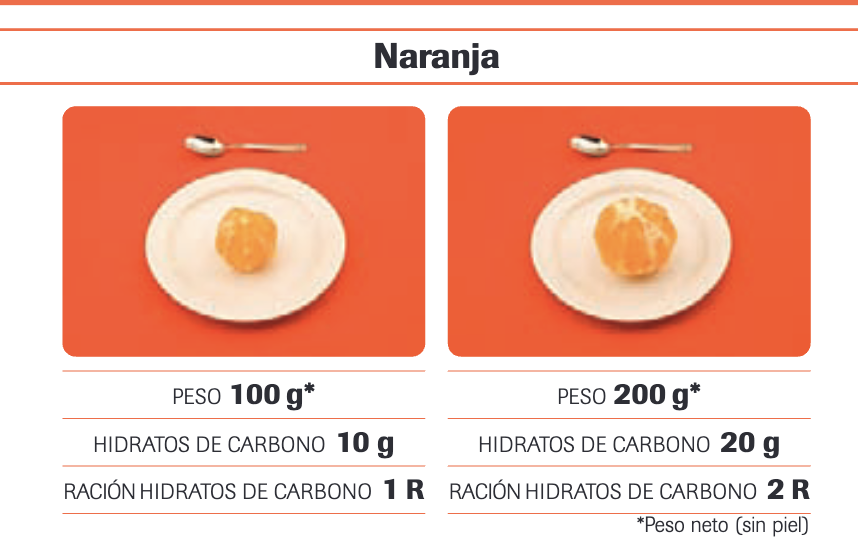 Naranja
PESO 100 g*
HIDRATOS DE CARBONO 10 g
RACIÓN HIDRATOS DE CARBONO 1 R
PESO 200 g*
HIDRATOS DE CARBONO 20 g
RACIÓN HIDRATOS DE CARBONO 2 R
*Peso neto (sin piel)